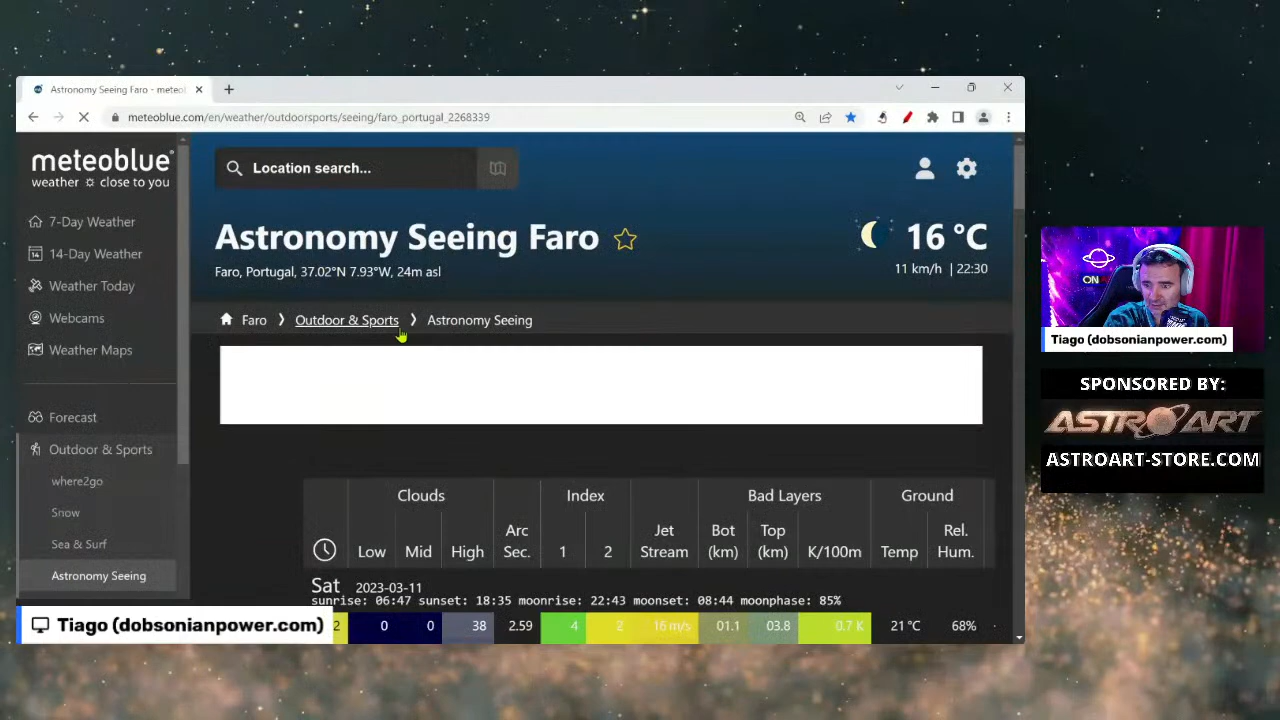 Astronomy Seeing Faro - meteol
meteoblue.com/en/weather/outdoorsports/seeing/faro_portugal_2268339
meteoblue
weather close to you
Location search...
7-Day Weather
14-Day Weather
Weather Today
Webcams
Weather Maps
Forecast
Outdoor & Sports
where2go
Snow
Sea & Surf
Astronomy Seeing
Astronomy Seeing Faro
16 °C
Faro, Portugal, 37.02°N 7.93°W, 24m asl
11 km/h | 22:30
Faro Outdoor & Sports Astronomy Seeing
Clouds Index Bad Layers Ground
Low Mid High Arc Sec. 1 2 Jet Stream Bot (km) Top (km) K/100m Temp Rel. Hum.
Sat 2023-03-11
sunrise: 06:47 sunset: 18:35 moonrise: 22:43 moonset: 08:44 moonphase: 85%
2 0 0 38 2.59 4 2 16 m/s 01.1 03.8 0.7 K 21°C 68%
Tiago (dobsonianpower.com)
ON
Tiago (dobsonianpower.com)
SPONSORED BY:
ASTROART
ASTROART-STORE.COM